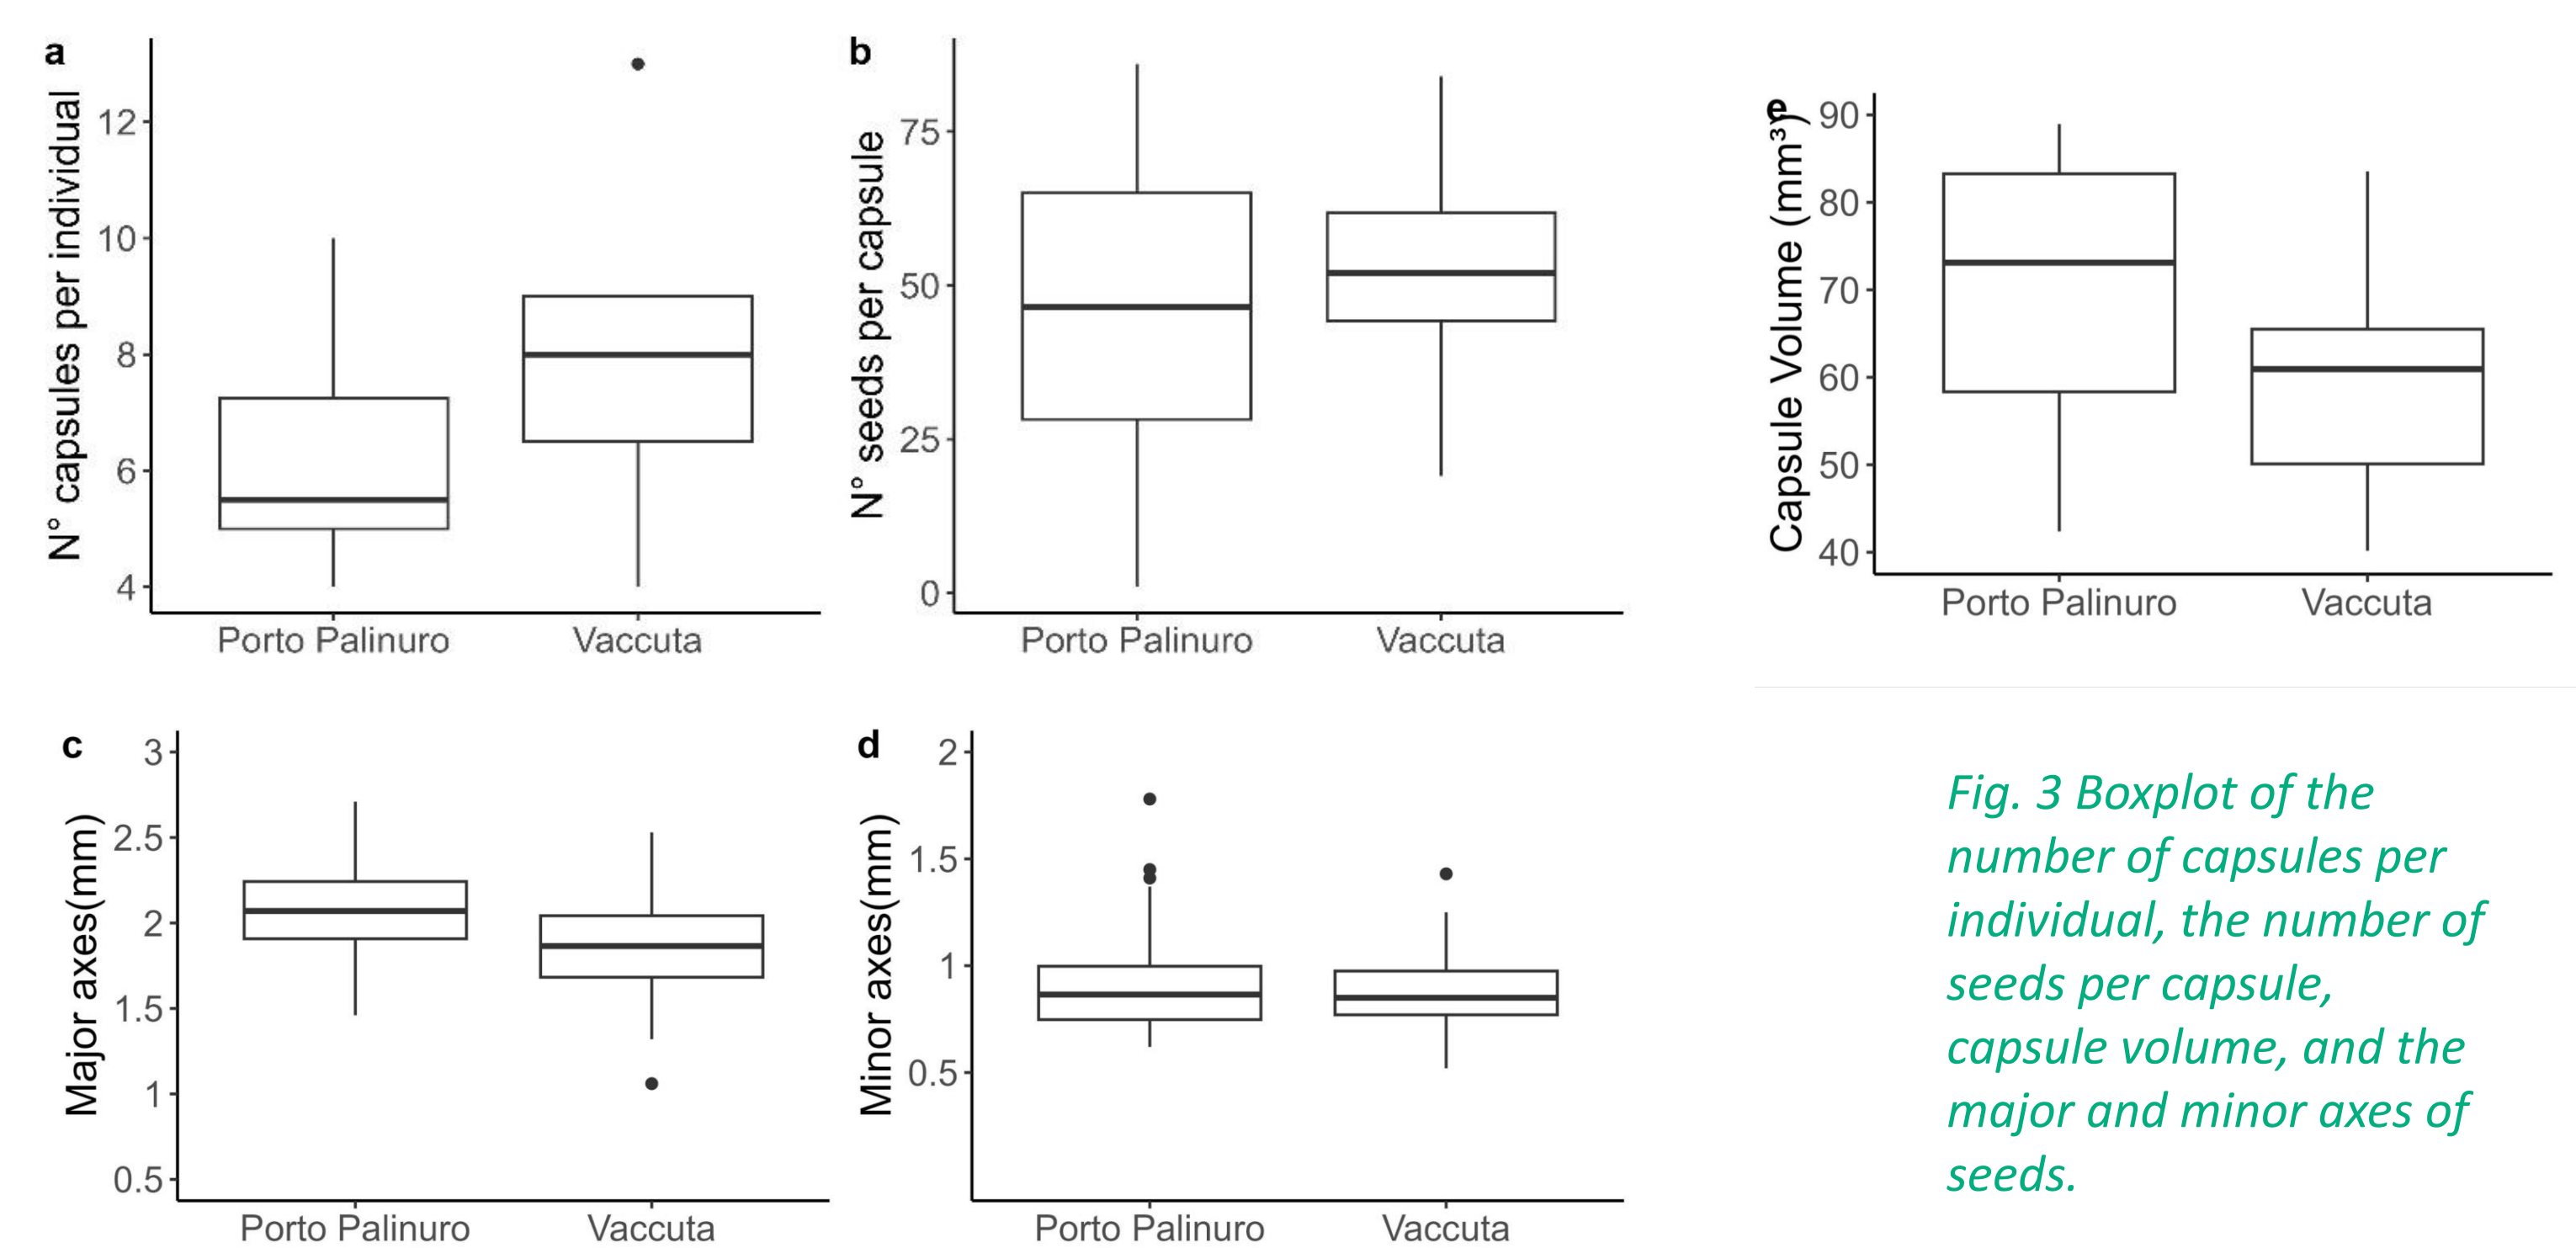 a
N° capsules per individual
12
10
8
6
4
Porto Palinuro Vaccuta
b
N° seeds per capsule
75
50
25
0
Porto Palinuro Vaccuta
e
Capsule Volume (mm³)
90
80
70
60
50
40
Porto Palinuro Vaccuta
c
Major axes(mm)
3
2.5
2
1.5
1
0.5
Porto Palinuro Vaccuta
d
Minor axes(mm)
2
1.5
1
0.5
Porto Palinuro Vaccuta
Fig. 3 Boxplot of the
number of capsules per
individual, the number of
seeds per capsule,
capsule volume, and the
major and minor axes of
seeds.